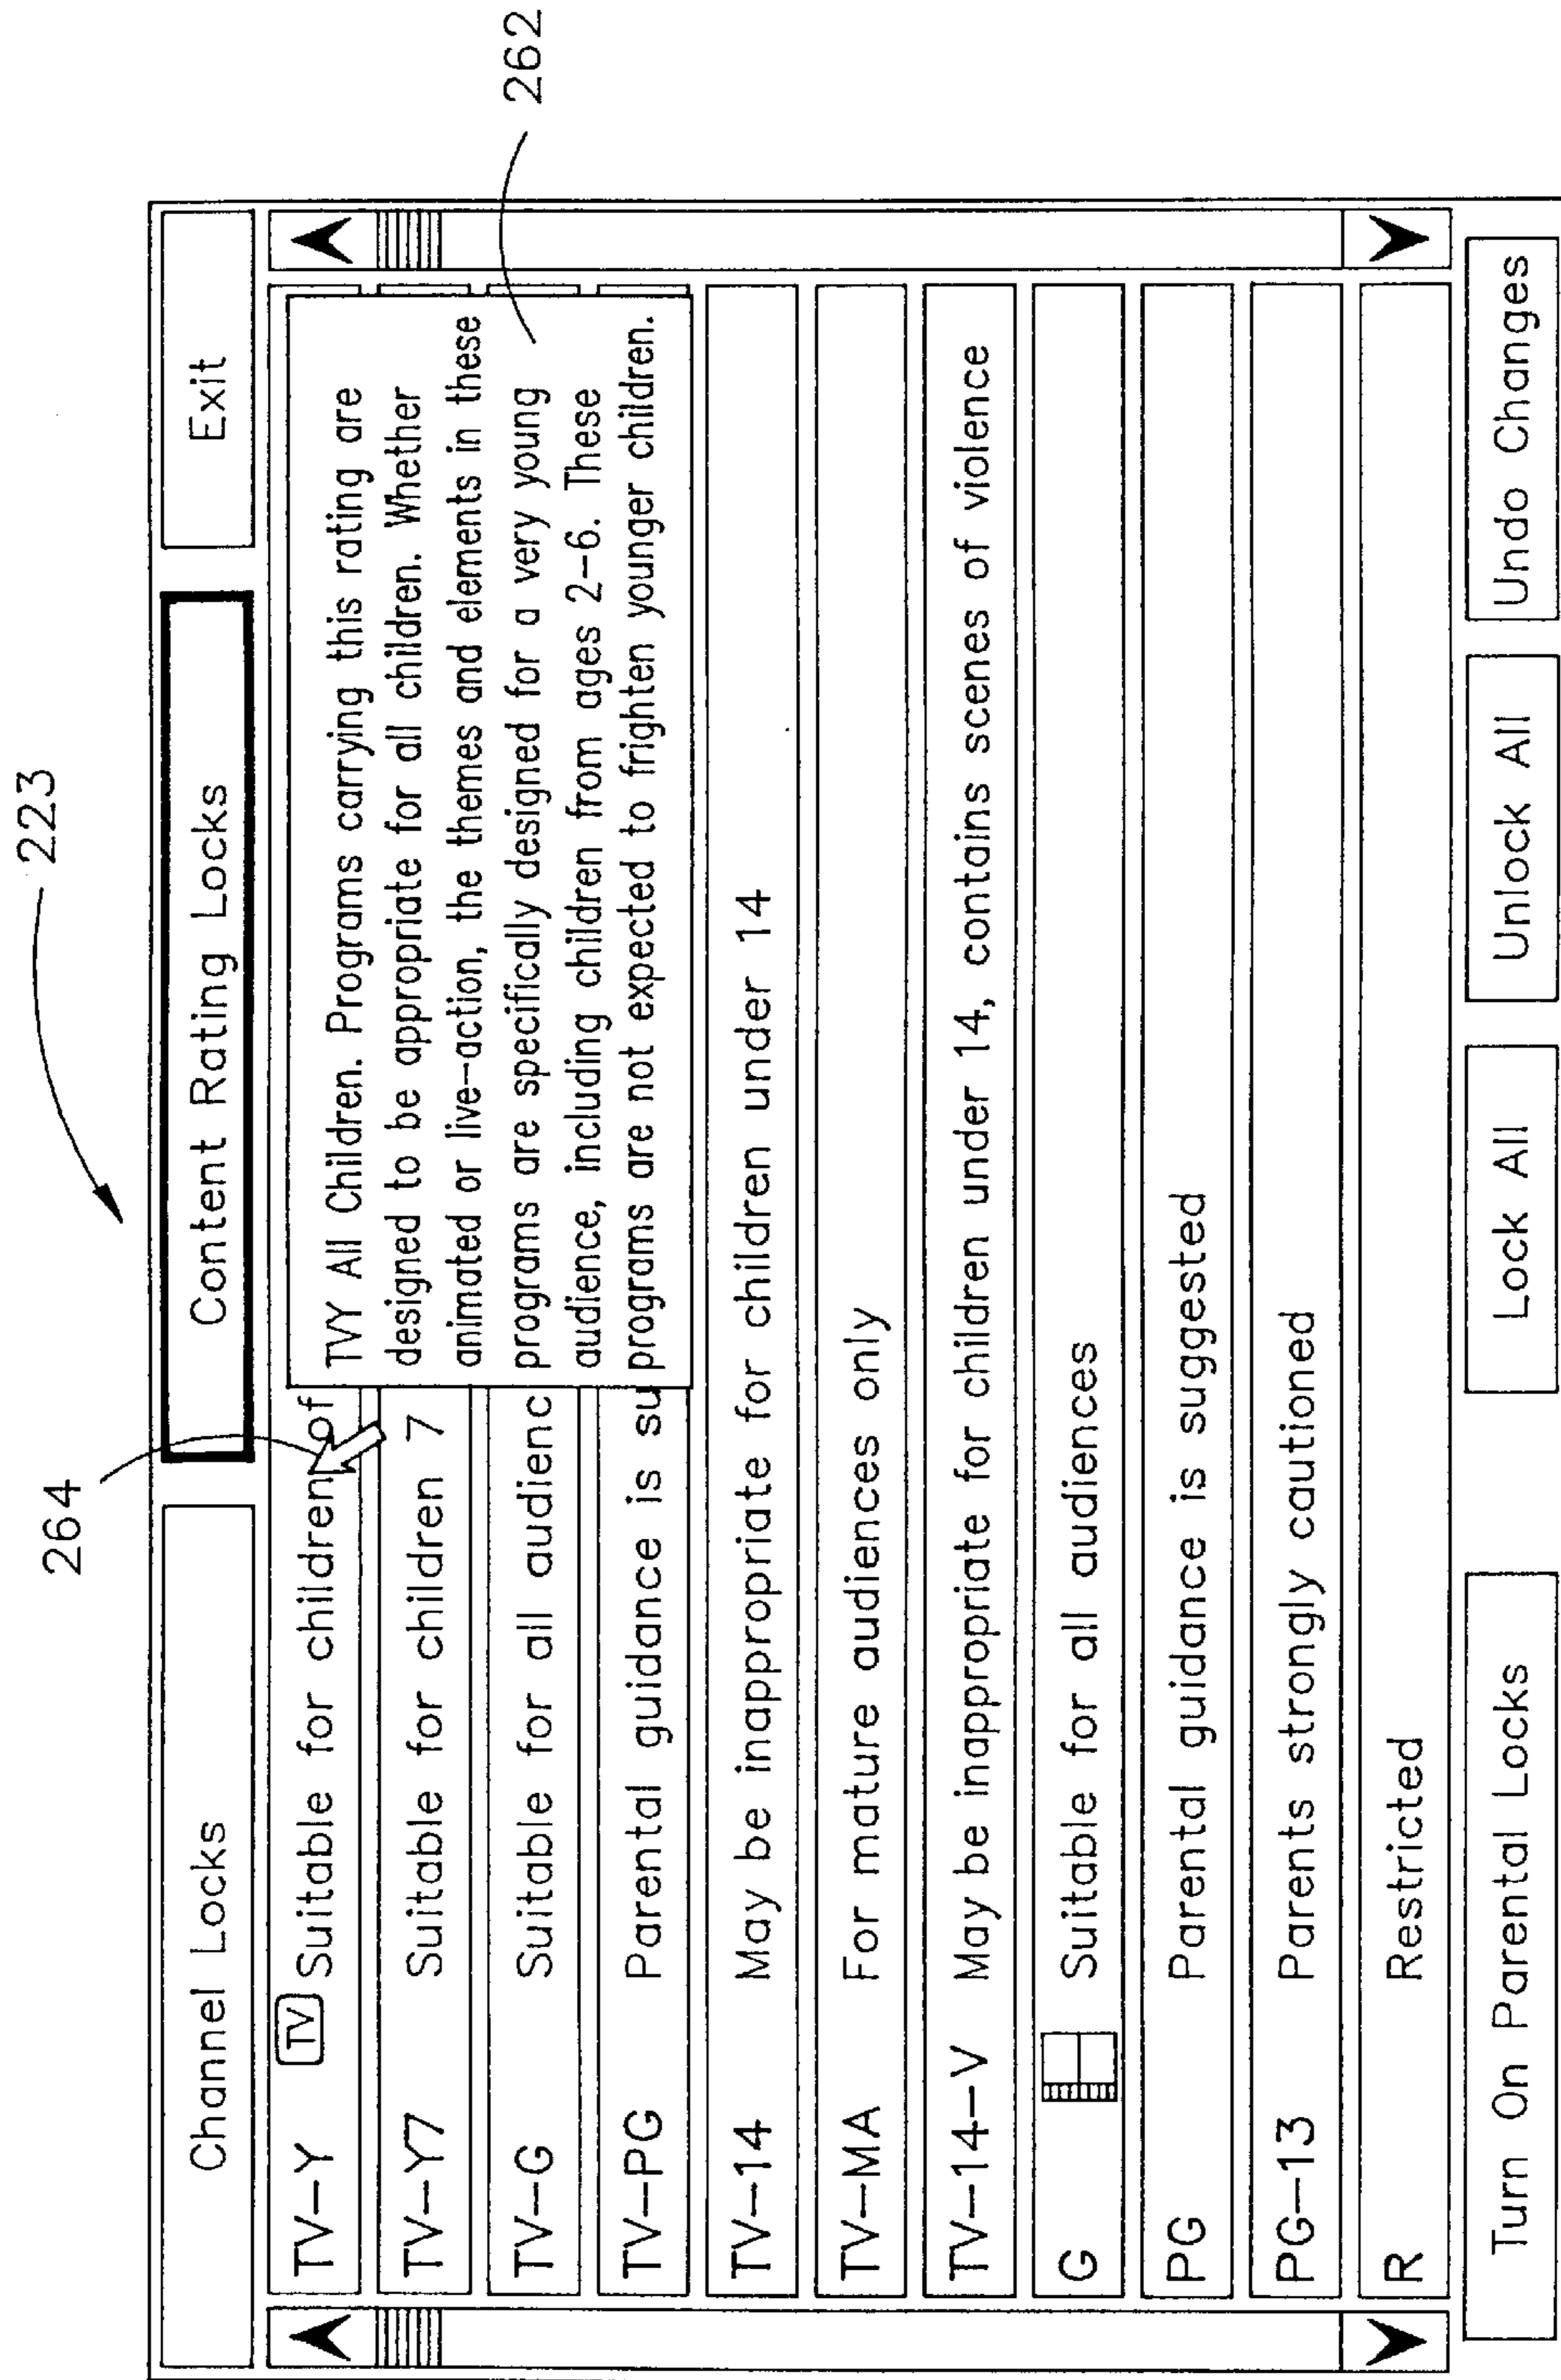 223
264
Channel Locks
Content Rating Locks
Exit
TV-Y TV Suitable for children of
TV-Y7 Suitable for children 7
TV-G Suitable for all audienc
TV-PG Parental guidance is su
TVY All Children. Programs carrying this rating are
designed to be appropriate for all children. Whether
animated or live-action, the themes and elements in these
programs are specifically designed for a very young
audience, including children from ages 2-6. These
programs are not expected to frighten younger children.
262
TV-14 May be inappropriate for children under 14
TV-MA For mature audiences only
TV-14-V May be inappropriate for children under 14, contains scenes of violence
G Suitable for all audiences
PG Parental guidance is suggested
PG-13 Parents strongly cautioned
R Restricted
Turn On Parental Locks
Lock All
Unlock All
Undo Changes